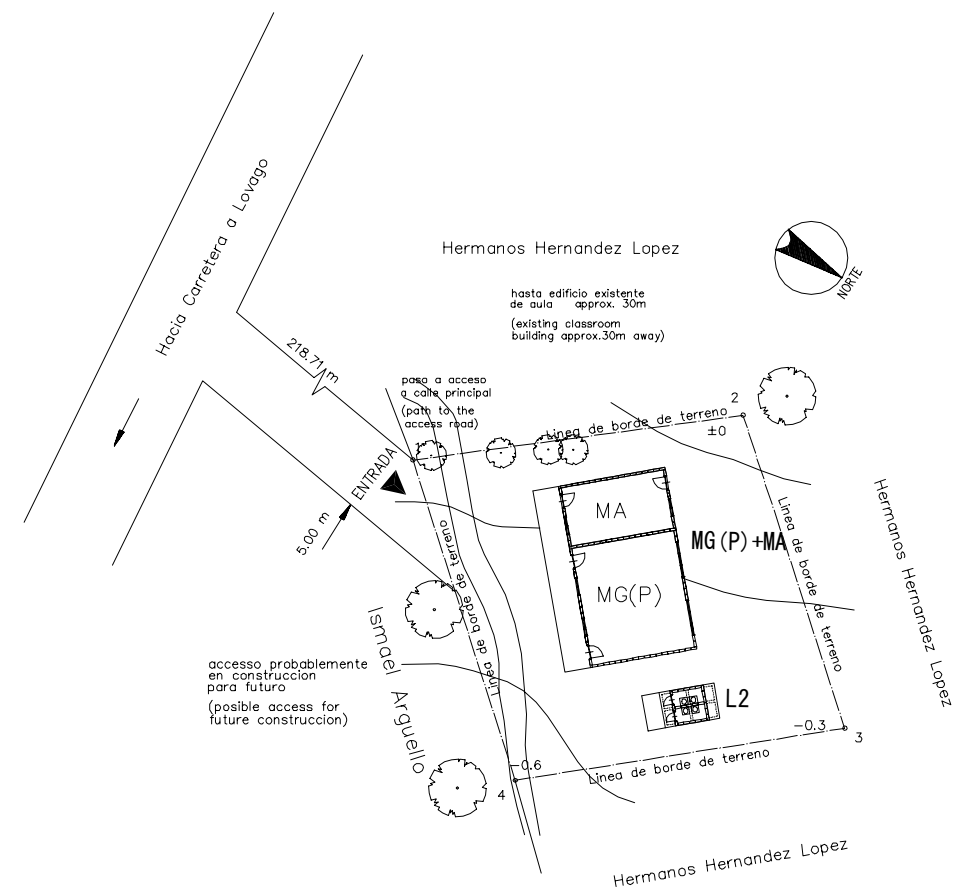 Hacia Carretera a Lovago
Hermanos Hernandez Lopez
NORTE
hasta edificio existente
de aula approx. 30m
(existing classroom
building approx.30m away)
218.71 m
paso a acceso
a calle principal
(path to the
access road)
2
Linea de borde de terreno
±0
ENTRADA
5.00 m
MA
MG(P)+MA
MG(P)
Linea de borde de terreno
Linea de borde de terreno
Hermanos Hernandez Lopez
Ismael Arguello
accesso probablemente
en construccion
para futuro
(posible access for
future construccion)
L2
-0.3
3
-0.6
4
Linea de borde de terreno
Hermanos Hernandez Lopez